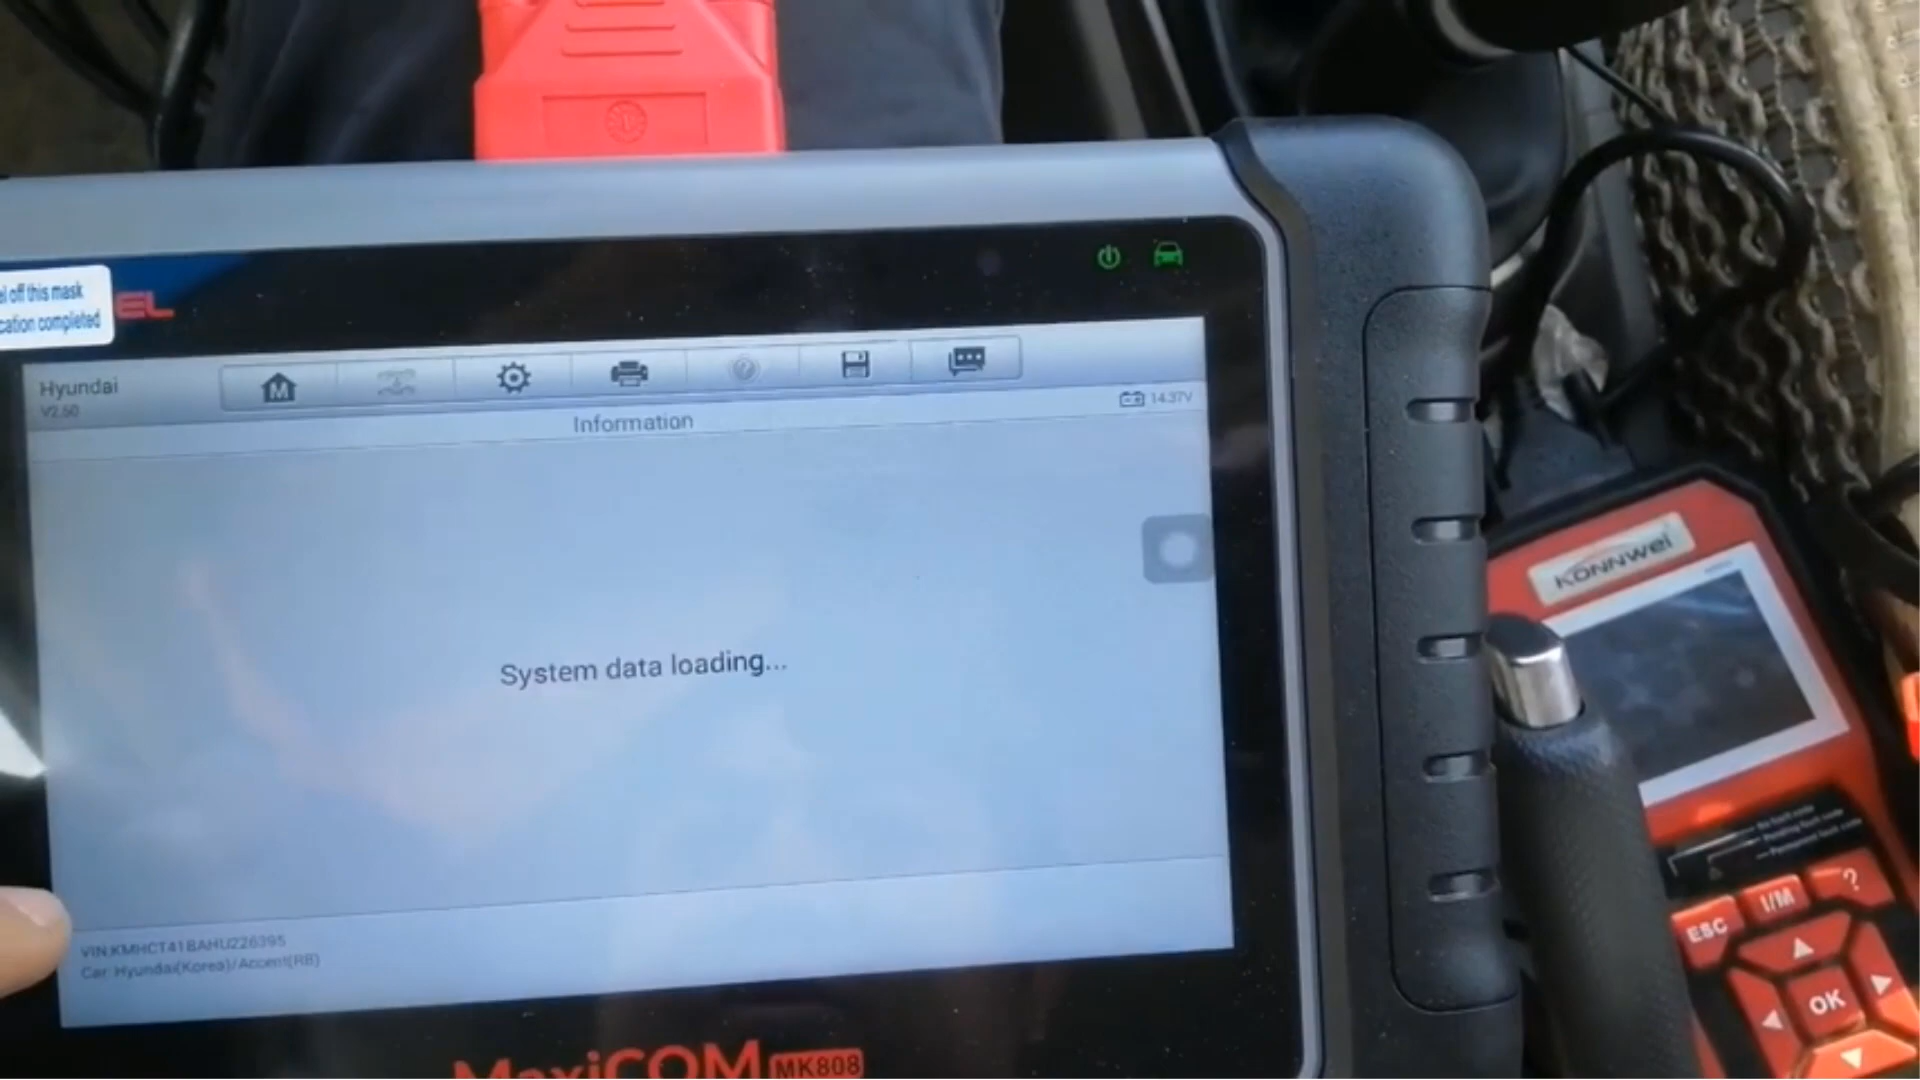 el off this mask
cation completed
EL
Hyundai
V2.50
Information
14.37V
System data loading...
VIN:KMHCT41BAHU226395
Car: Hyundai(Korea)/Accent(RB)
MaxiCOM MK808
KONNWEI
ESC
I/M
?
OK